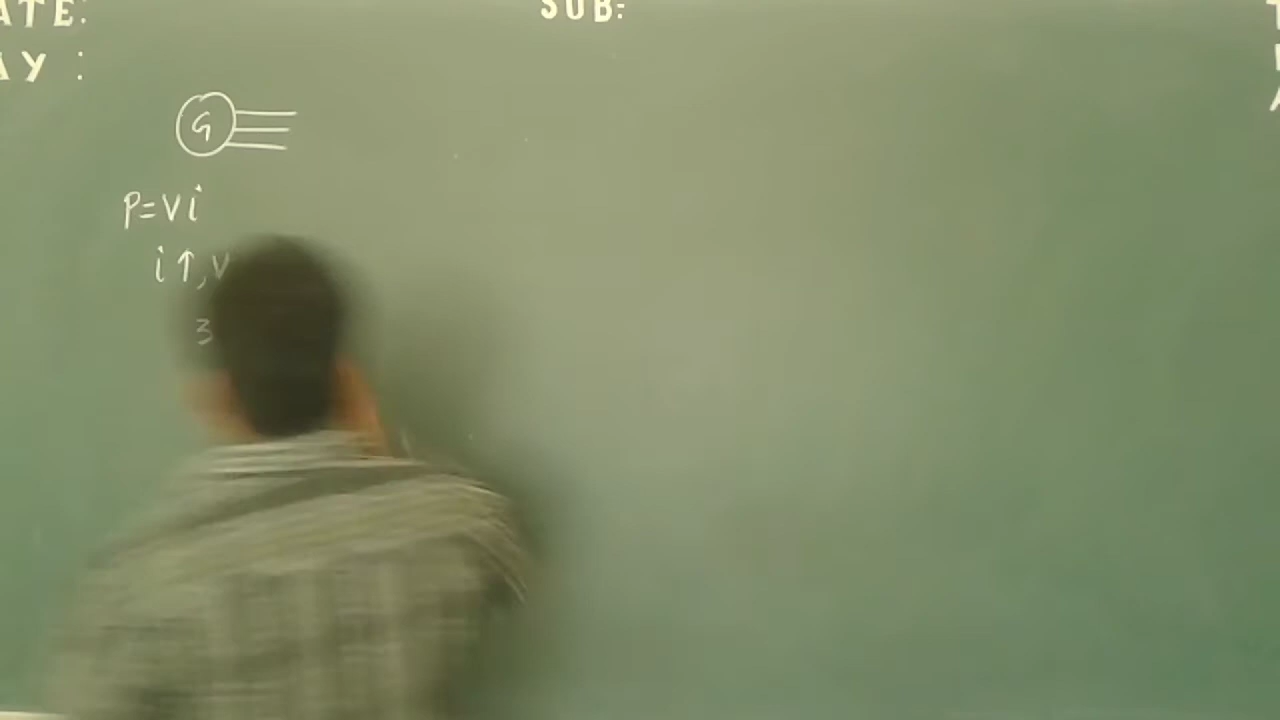 ATE:
SUB:
AY :
G
P=Vi
i↑,V
3